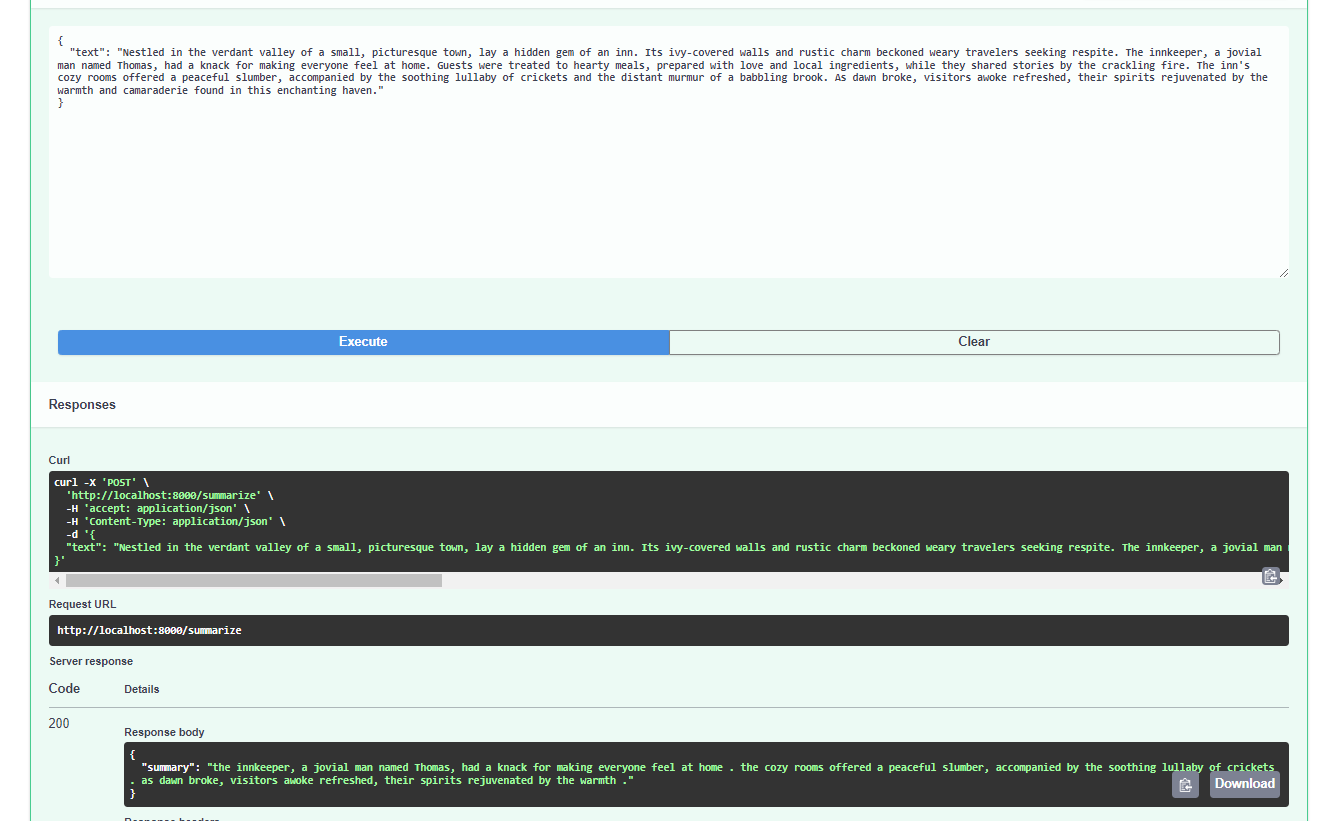 {
  "text": "Nestled in the verdant valley of a small, picturesque town, lay a hidden gem of an inn. Its ivy-covered walls and rustic charm beckoned weary travelers seeking respite. The innkeeper, a jovial
man named Thomas, had a knack for making everyone feel at home. Guests were treated to hearty meals, prepared with love and local ingredients, while they shared stories by the crackling fire. The inn's
cozy rooms offered a peaceful slumber, accompanied by the soothing lullaby of crickets and the distant murmur of a babbling brook. As dawn broke, visitors awoke refreshed, their spirits rejuvenated by the
warmth and camaraderie found in this enchanting haven."
}
Execute
Clear
Responses
Curl
curl -X 'POST' \
  'http://localhost:8000/summarize' \
  -H 'accept: application/json' \
  -H 'Content-Type: application/json' \
  -d '{
  "text": "Nestled in the verdant valley of a small, picturesque town, lay a hidden gem of an inn. Its ivy-covered walls and rustic charm beckoned weary travelers seeking respite. The innkeeper, a jovial man
}'
Request URL
http://localhost:8000/summarize
Server response
Code Details
200
Response body
{
  "summary": "the innkeeper, a jovial man named Thomas, had a knack for making everyone feel at home . the cozy rooms offered a peaceful slumber, accompanied by the soothing lullaby of crickets
. as dawn broke, visitors awoke refreshed, their spirits rejuvenated by the warmth ."
}
Download